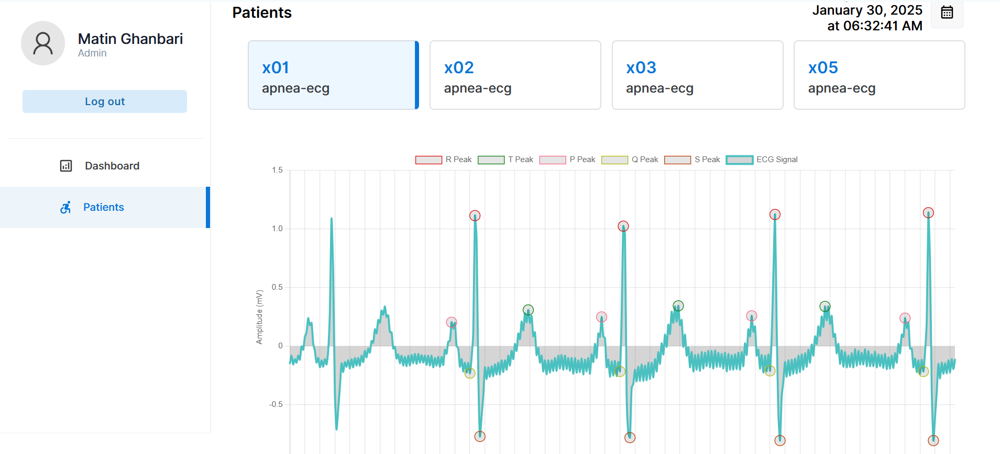 Matin Ghanbari
Admin
Log out
Dashboard
Patients
Patients
January 30, 2025
at 06:32:41 AM
x01
apnea-ecg
x02
apnea-ecg
x03
apnea-ecg
x05
apnea-ecg
R Peak T Peak P Peak Q Peak S Peak ECG Signal
Amplitude (mV)
1.5
1.0
0.5
0
-0.5